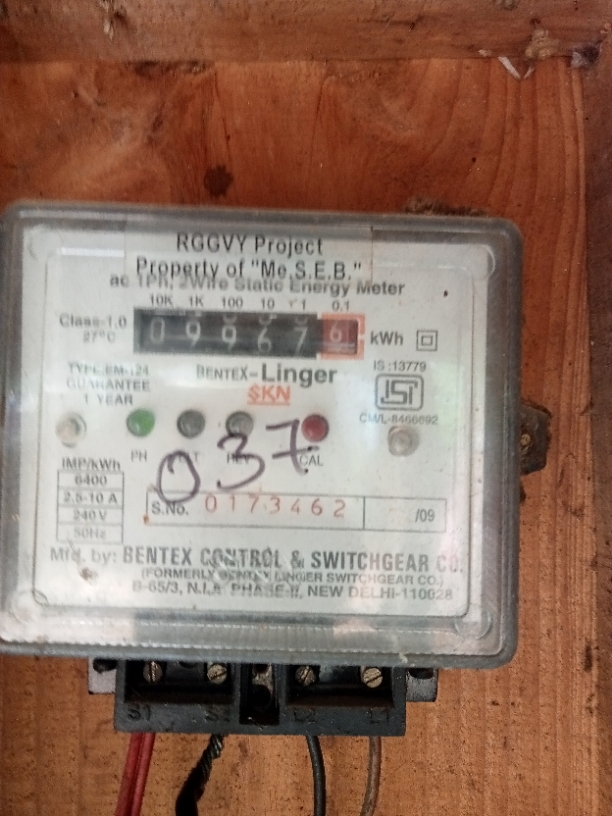 RGGVY Project
Property of "Me.S.E.B."
ac 1Ph, 2Wire Static Energy Meter
10K 1K 100 10 1 0.1
Class-1.0
27°C
0 9 9 6 7 6
kWh
TYPE:EM-124
GUARANTEE
1 YEAR
BENTEX-Linger
SKN
IS:13779
ISI
CM/L-8466692
PH
CAL
037
IMP/kWh
6400
2.5-10 A
240 V
50Hz
S.No. 0173462 /09
Mfd. by: BENTEX CONTROL & SWITCHGEAR CO.
(FORMERLY BENTEX LINGER SWITCHGEAR CO.)
B-65/3, N.I.A. PHASE-II, NEW DELHI-110028
S1 L2 L1